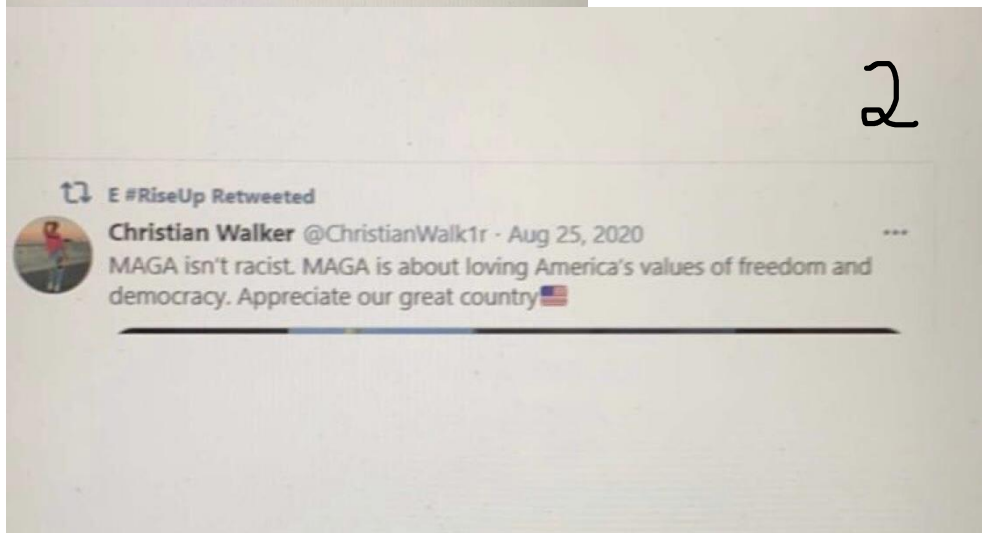 2
E #RiseUp Retweeted
Christian Walker @ChristianWalk1r · Aug 25, 2020
MAGA isn't racist. MAGA is about loving America's values of freedom and
democracy. Appreciate our great country🇺🇸